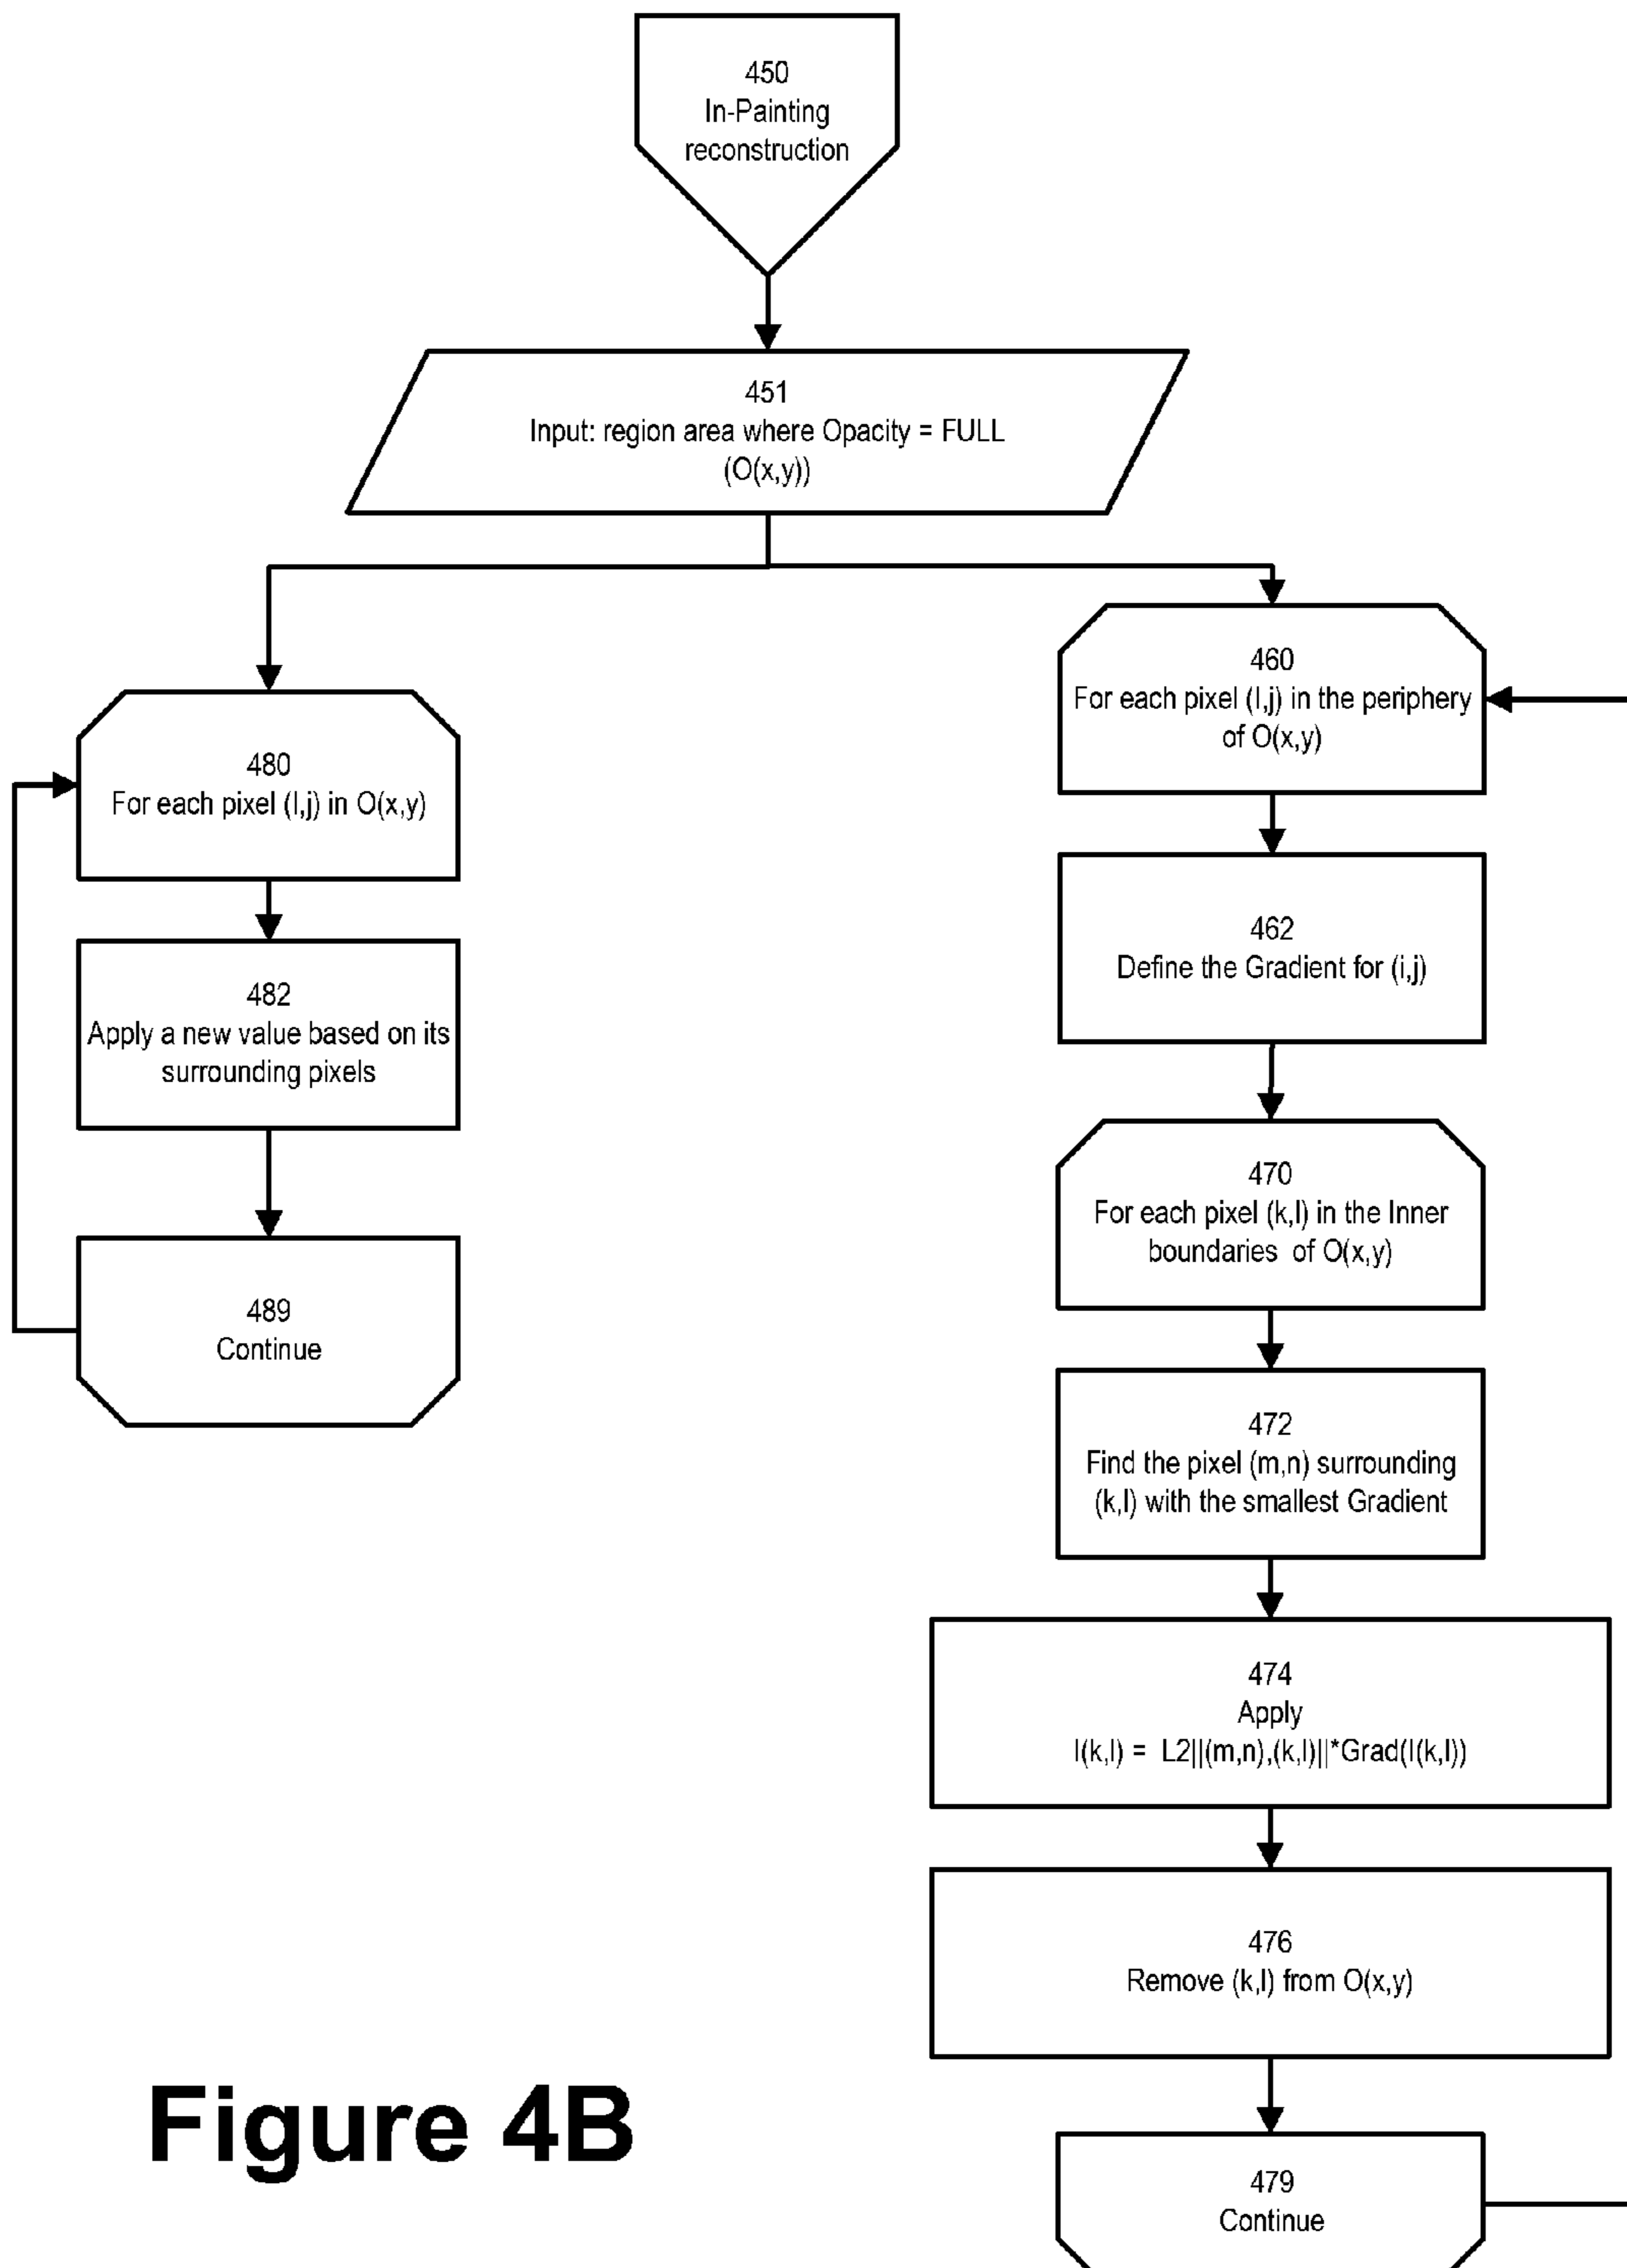 450
In-Painting
reconstruction
451
Input: region area where Opacity = FULL
(O(x,y))
480
For each pixel (I,j) in O(x,y)
482
Apply a new value based on its
surrounding pixels
489
Continue
460
For each pixel (I,j) in the periphery
of O(x,y)
462
Define the Gradient for (i,j)
470
For each pixel (k,l) in the Inner
boundaries of O(x,y)
472
Find the pixel (m,n) surrounding
(k,l) with the smallest Gradient
474
Apply
I(k,l) = L2||(m,n),(k,l)||*Grad(I(k,l))
476
Remove (k,l) from O(x,y)
479
Continue
Figure 4B